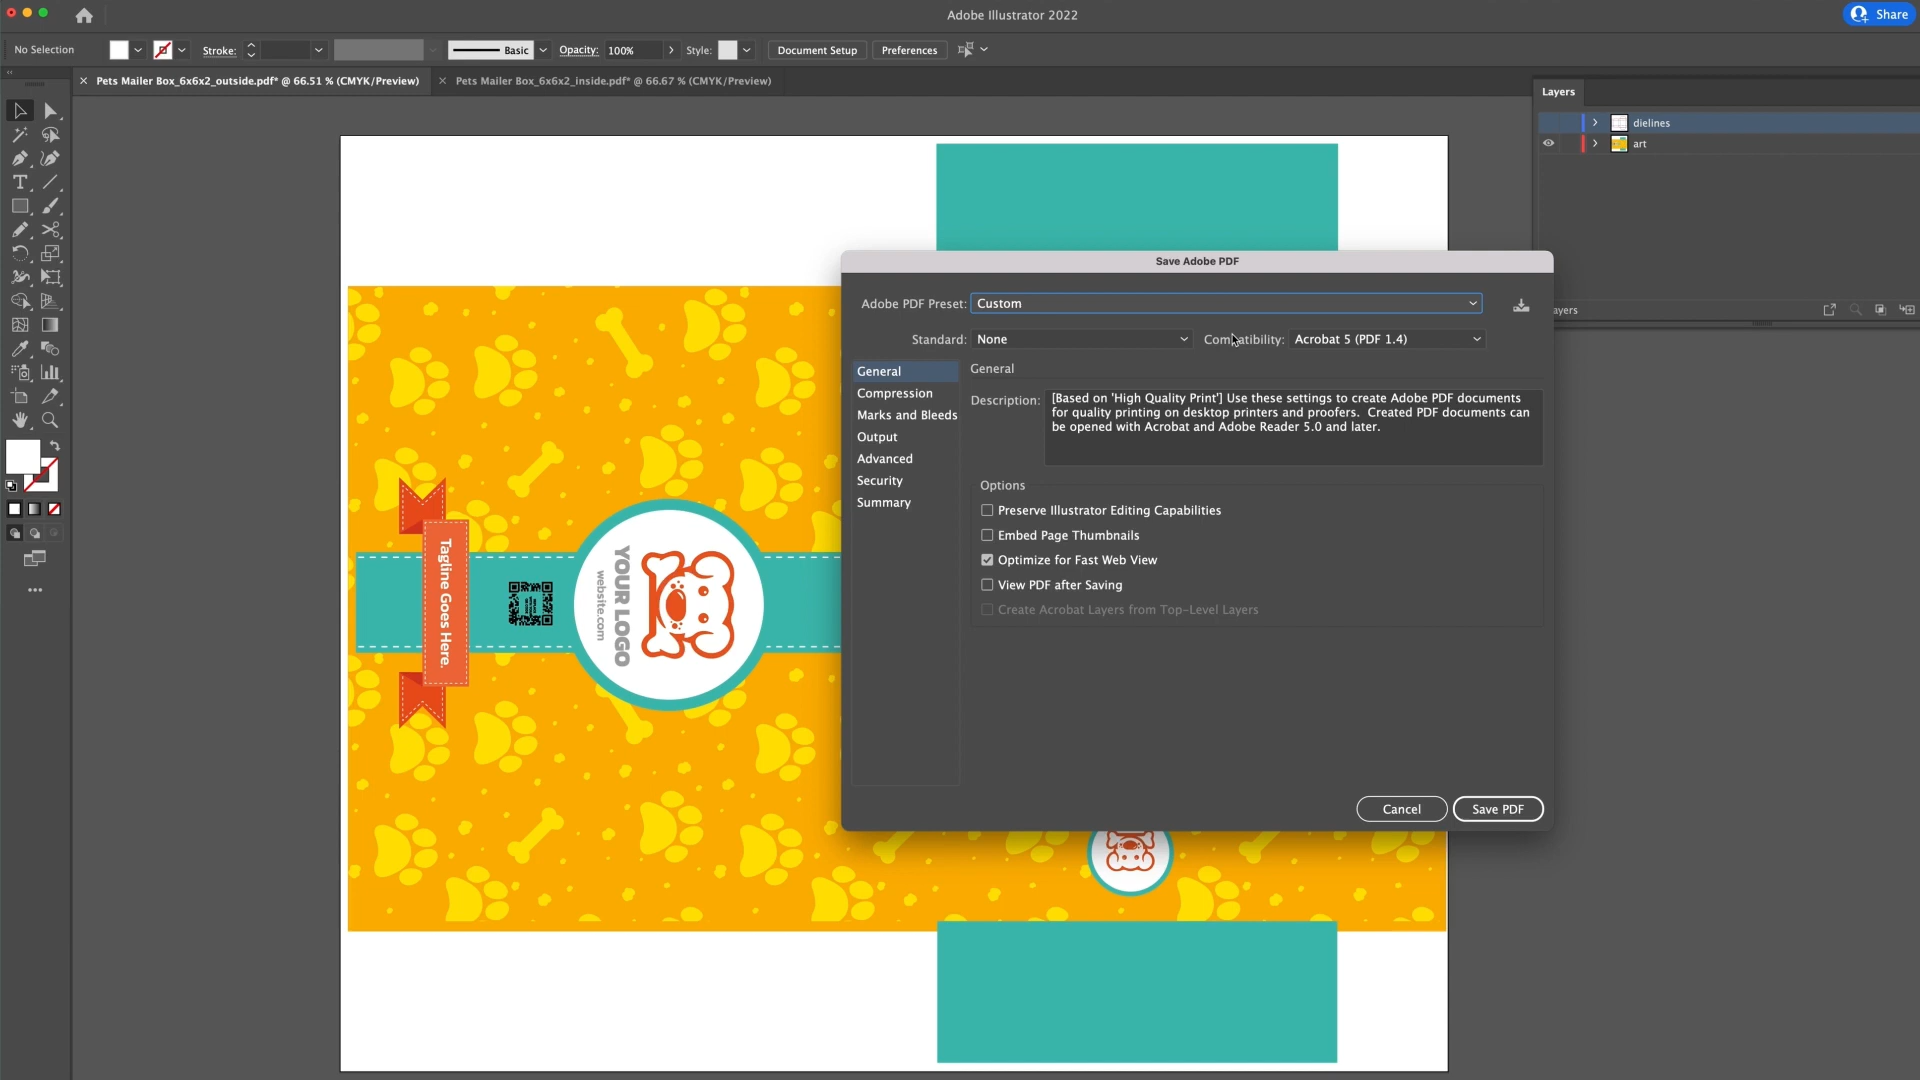 Adobe Illustrator 2022
Share
No Selection
Stroke:
Basic
Opacity: 100%
Style:
Document Setup
Preferences
Pets Mailer Box_6x6x2_outside.pdf* @ 66.51 % (CMYK/Preview)
Pets Mailer Box_6x6x2_inside.pdf* @ 66.67 % (CMYK/Preview)
Layers
dielines
art
ayers
Save Adobe PDF
Adobe PDF Preset: Custom
Standard: None
Compatibility: Acrobat 5 (PDF 1.4)
General
Compression
Marks and Bleeds
Output
Advanced
Security
Summary
General
Description: [Based on 'High Quality Print'] Use these settings to create Adobe PDF documents
for quality printing on desktop printers and proofers. Created PDF documents can
be opened with Acrobat and Adobe Reader 5.0 and later.
Options
Preserve Illustrator Editing Capabilities
Embed Page Thumbnails
Optimize for Fast Web View
View PDF after Saving
Create Acrobat Layers from Top-Level Layers
Cancel
Save PDF
Tagline Goes Here.
YOUR LOGO
website.com